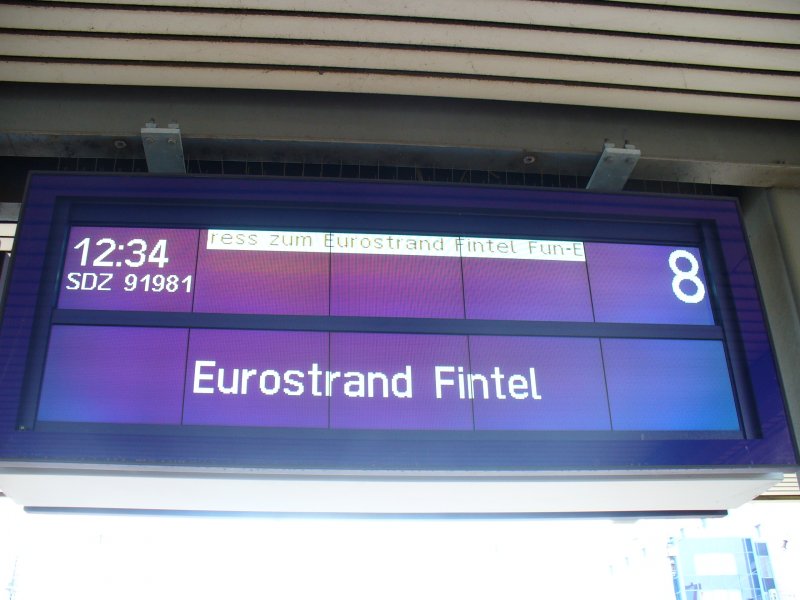 12:34
ress zum Eurostrand Fintel Fun-E
8
SDZ 91981
Eurostrand Fintel